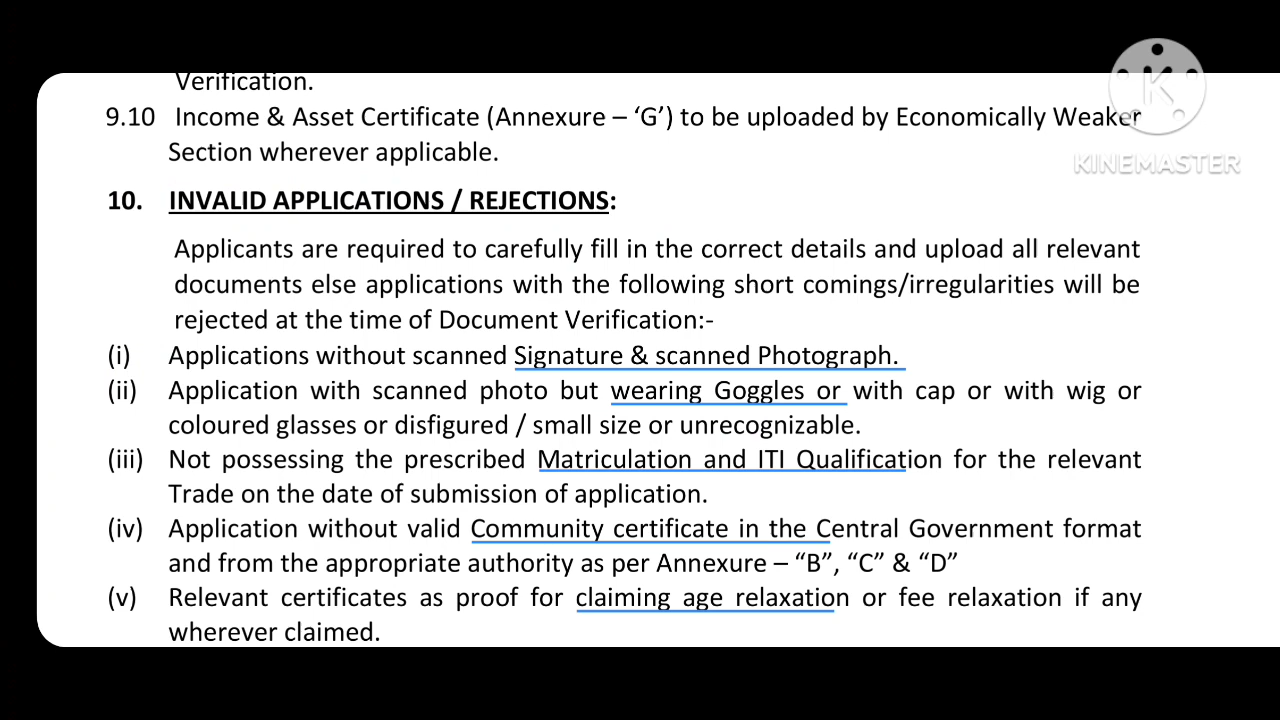 Verification.
9.10 Income & Asset Certificate (Annexure – ‘G’) to be uploaded by Economically Weaker
Section wherever applicable.
KINEMASTER
10. INVALID APPLICATIONS / REJECTIONS:
Applicants are required to carefully fill in the correct details and upload all relevant
documents else applications with the following short comings/irregularities will be
rejected at the time of Document Verification:-
(i) Applications without scanned Signature & scanned Photograph.
(ii) Application with scanned photo but wearing Goggles or with cap or with wig or
coloured glasses or disfigured / small size or unrecognizable.
(iii) Not possessing the prescribed Matriculation and ITI Qualification for the relevant
Trade on the date of submission of application.
(iv) Application without valid Community certificate in the Central Government format
and from the appropriate authority as per Annexure – “B”, “C” & “D”
(v) Relevant certificates as proof for claiming age relaxation or fee relaxation if any
wherever claimed.